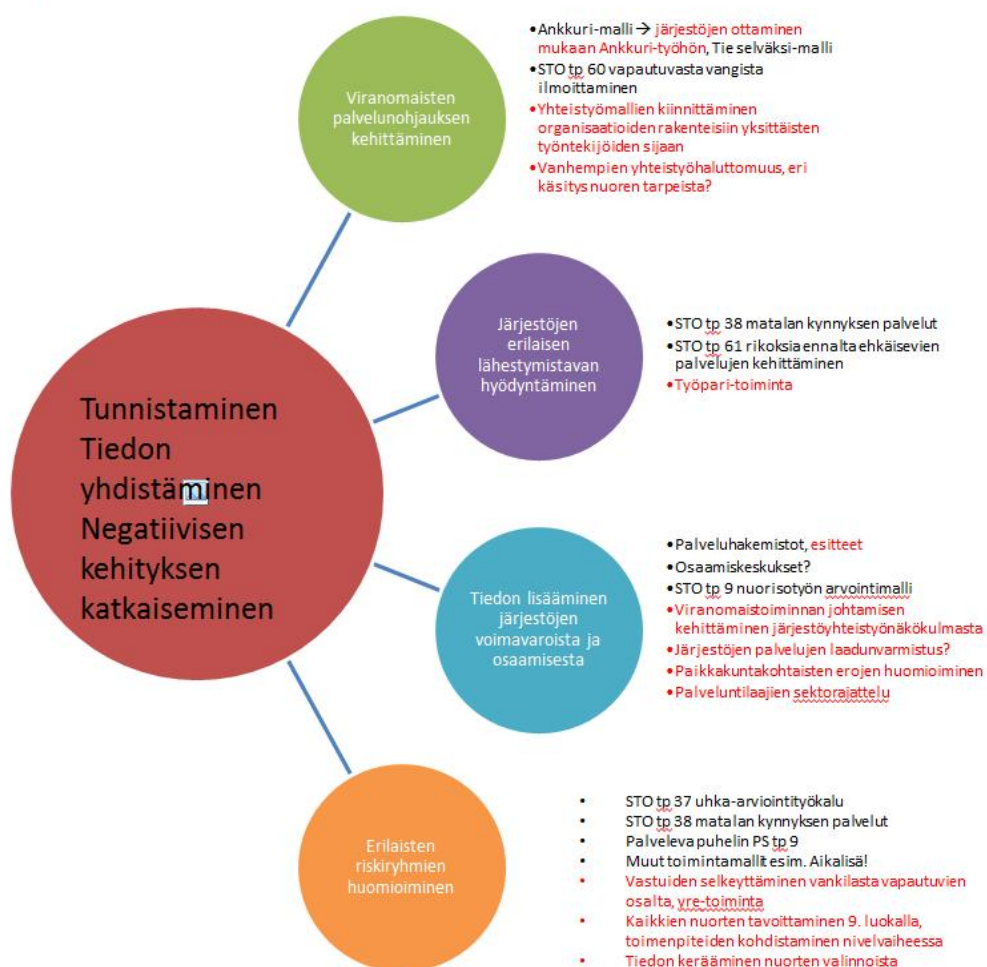 Viranomaisten
palvelunohjauksen
kehittäminen
•Ankkuri-malli → järjestöjen ottaminen
mukaan Ankkuri-työhön, Tie selväksi-malli
•STO tp 60 vapautuvasta vangista
ilmoittaminen
•Yhteistyömallien kiinnittäminen
organisaatioiden rakenteisiin yksittäisten
työntekijöiden sijaan
•Vanhempien yhteistyöhaluttomuus, eri
käsitys nuoren tarpeista?
Järjestöjen
erilaisen
lähestymistavan
hyödyntäminen
•STO tp 38 matalan kynnyksen palvelut
•STO tp 61 rikoksia ennalta ehkäisevien
palvelujen kehittäminen
•Työpari-toiminta
Tunnistaminen
Tiedon
yhdistäminen
Negatiivisen
kehityksen
katkaiseminen
Tiedon lisääminen
järjestöjen
voimavaroista ja
osaamisesta
•Palveluhakemistot, esitteet
•Osaamiskeskukset?
•STO tp 9 nuorisotyön arvointimalli
•Viranomaistoiminnan johtamisen
kehittäminen järjestöyhteistyönäkökulmasta
•Järjestöjen palvelujen laadunvarmistus?
•Paikkakuntakohtaisten erojen huomioiminen
•Palveluntilaajien sektorajattelu
Erilaisten
riskiryhmien
huomioiminen
• STO tp 37 uhka-arviointityökalu
• STO tp 38 matalan kynnyksen palvelut
• Palveleva puhelin PS tp 9
• Muut toimintamallit esim. Aikalisä!
• Vastuiden selkeyttäminen vankilasta vapautuvien
osalta, yre-toiminta
• Kaikkien nuorten tavoittaminen 9. luokalla,
toimenpiteiden kohdistaminen nivelvaiheessa
• Tiedon kerääminen nuorten valinnoista